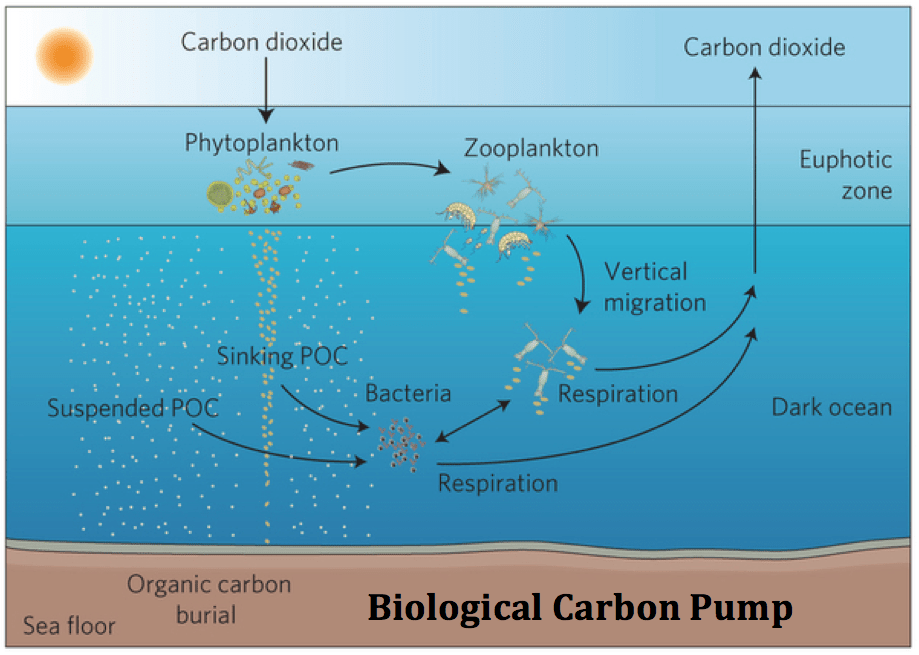 Carbon dioxide
Carbon dioxide
Phytoplankton
Zooplankton
Euphotic
zone
Vertical
migration
Sinking POC
Bacteria
Respiration
Suspended POC
Dark ocean
Respiration
Organic carbon
burial
Biological Carbon Pump
Sea floor